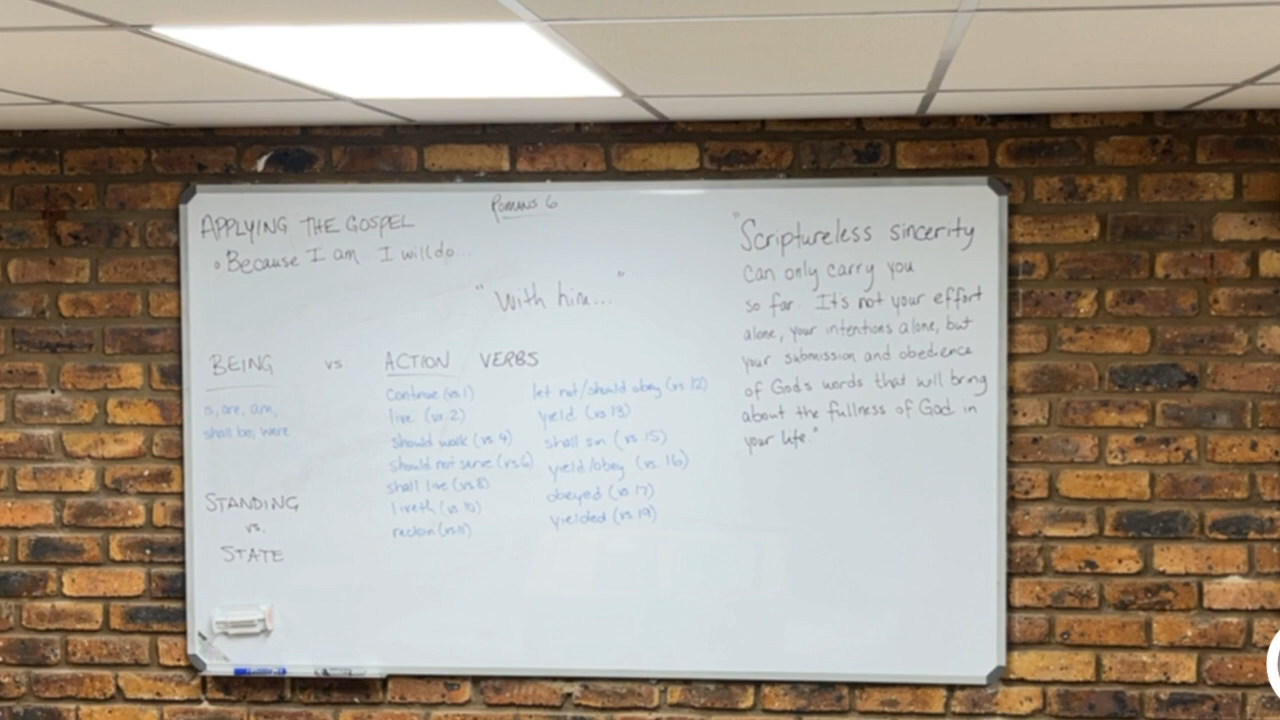 Romans 6
APPLYING THE GOSPEL
• Because I am I will do...
"With him..."
BEING vs ACTION VERBS
is, are, am,
shall be, were
continue (vs. 1)
live (vs. 2)
should walk (vs 4)
should not serve (vs 6)
shall live (vs 8)
liveth (vs. 10)
reckon (vs 11)
let not/should obey (vs 12)
yield (vs 13)
shall sin (vs 15)
yield/obey (vs. 16)
obeyed (vs 17)
yielded (vs 19)
STANDING
vs.
STATE
"Scriptureless sincerity
can only carry you
so far. It's not your effort
alone, your intentions alone, but
your submission and obedience
of God's words that will bring
about the fullness of God in
your life."